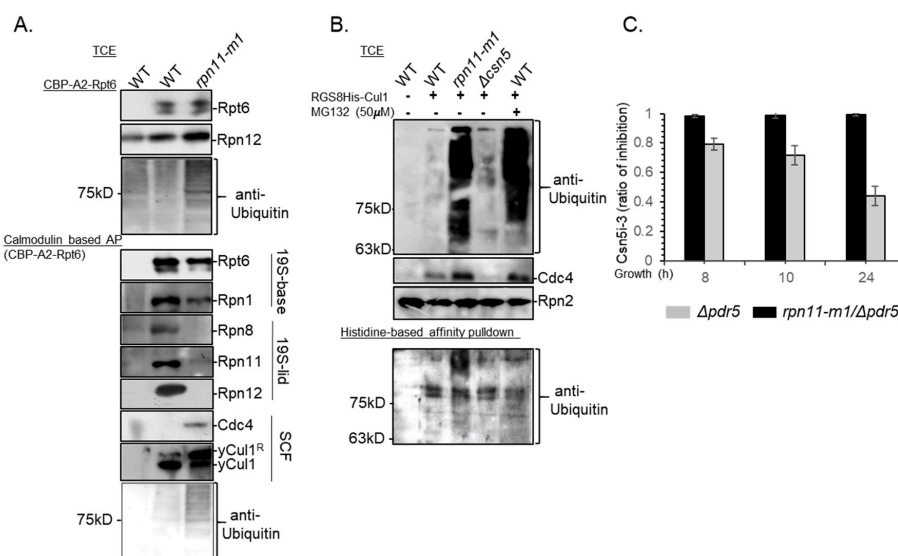 A.
TCE
CBP-A2-Rpt6
WT
WT
rpn11-m1
Rpt6
Rpn12
75kD
anti-
Ubiquitin
Calmodulin based AP
(CBP-A2-Rpt6)
Rpt6
Rpn1
19S-base
Rpn8
Rpn11
Rpn12
19S-lid
Cdc4
yCul1ᴿ
yCul1
SCF
75kD
anti-
Ubiquitin
B.
TCE
WT
WT
rpn11-m1
Δcsn5
WT
RGS8His-Cul1 - + + + +
MG132 (50μM) - - - - +
75kD
63kD
anti-
Ubiquitin
Cdc4
Rpn2
Histidine-based affinity pulldown
75kD
63kD
anti-
Ubiquitin
C.
Csn5i-3 (ratio of inhibition)
1
0.8
0.6
0.4
0.2
0
Growth (h)
8 10 24
Δpdr5 rpn11-m1/Δpdr5